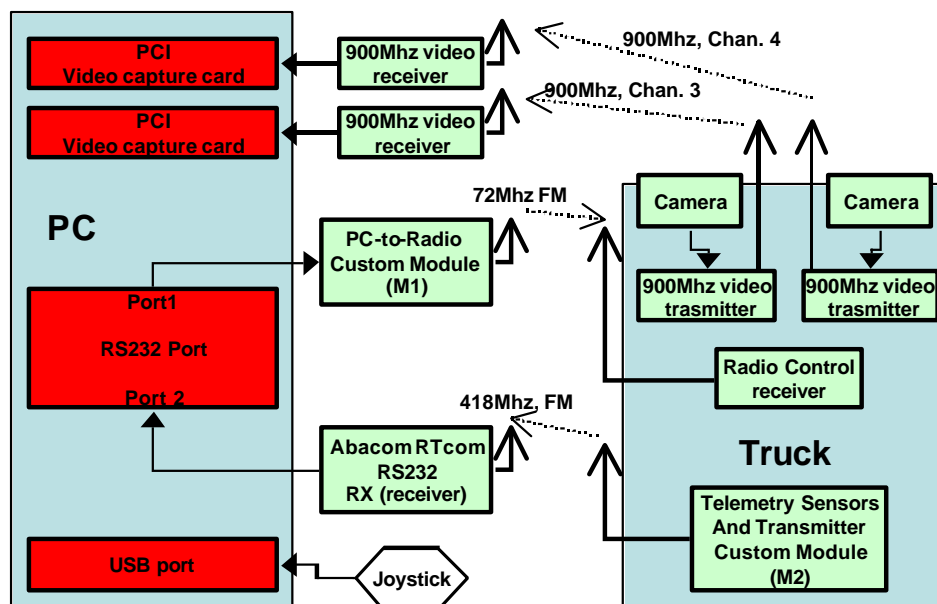 PCI
Video capture card
900Mhz video
receiver
900Mhz, Chan. 4
PCI
Video capture card
900Mhz video
receiver
900Mhz, Chan. 3
PC
72Mhz FM
Camera
Camera
PC-to-Radio
Custom Module
(M1)
900Mhz video
trasmitter
900Mhz video
trasmitter
Port1
RS232 Port
Port 2
Radio Control
receiver
418Mhz, FM
Abacom RTcom
RS232
RX (receiver)
Truck
Telemetry Sensors
And Transmitter
Custom Module
(M2)
USB port
Joystick